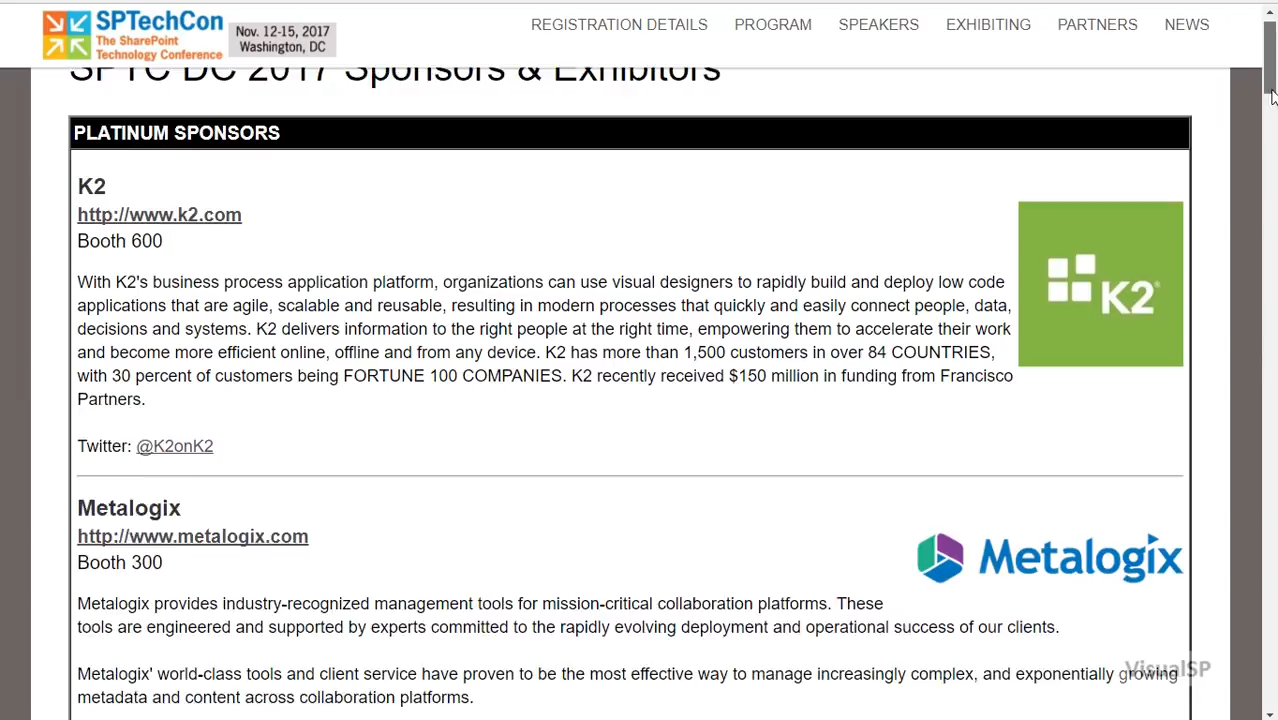 SPTechCon
The SharePoint
Technology Conference
Nov. 12-15, 2017
Washington, DC
REGISTRATION DETAILS
PROGRAM
SPEAKERS
EXHIBITING
PARTNERS
NEWS
SPTC DC 2017 Sponsors & Exhibitors
PLATINUM SPONSORS
K2
http://www.k2.com
Booth 600
With K2's business process application platform, organizations can use visual designers to rapidly build and deploy low code
applications that are agile, scalable and reusable, resulting in modern processes that quickly and easily connect people, data,
decisions and systems. K2 delivers information to the right people at the right time, empowering them to accelerate their work
and become more efficient online, offline and from any device. K2 has more than 1,500 customers in over 84 COUNTRIES,
with 30 percent of customers being FORTUNE 100 COMPANIES. K2 recently received $150 million in funding from Francisco
Partners.
K2
Twitter: @K2onK2
Metalogix
http://www.metalogix.com
Booth 300
Metalogix
Metalogix provides industry-recognized management tools for mission-critical collaboration platforms. These
tools are engineered and supported by experts committed to the rapidly evolving deployment and operational success of our clients.
Metalogix' world-class tools and client service have proven to be the most effective way to manage increasingly complex, and exponentially growing
metadata and content across collaboration platforms.
VisualSP